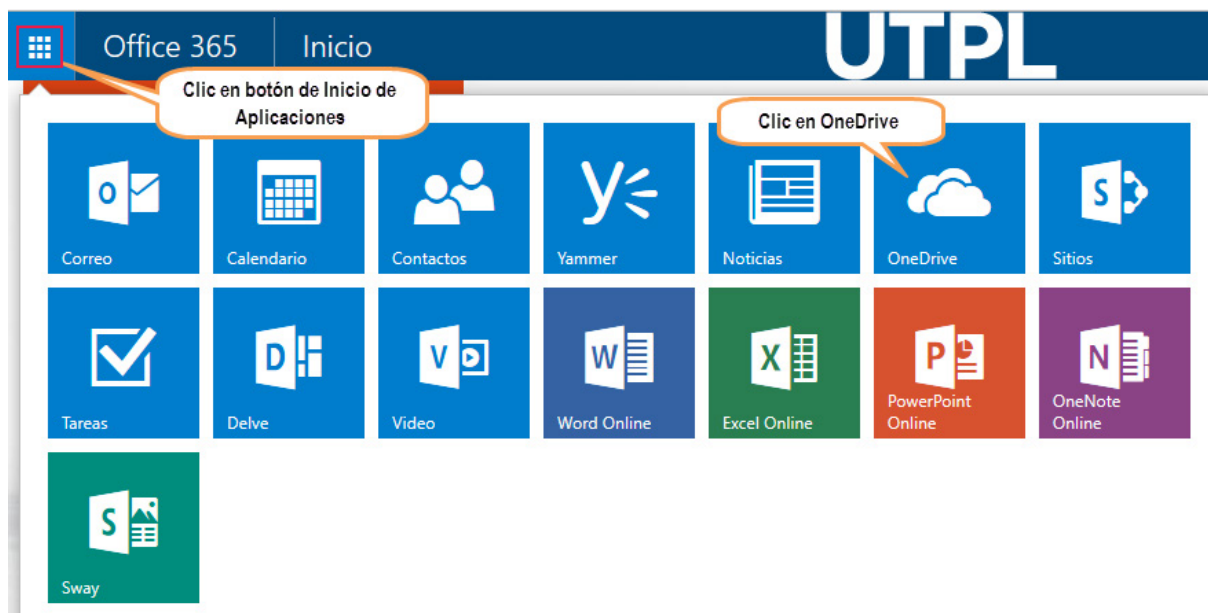 Office 365
Inicio
UTPL
Clic en botón de Inicio de
Aplicaciones
Clic en OneDrive
Correo
Calendario
Contactos
Yammer
Noticias
OneDrive
Sitios
Tareas
Delve
Video
Word Online
Excel Online
PowerPoint
Online
OneNote
Online
Sway